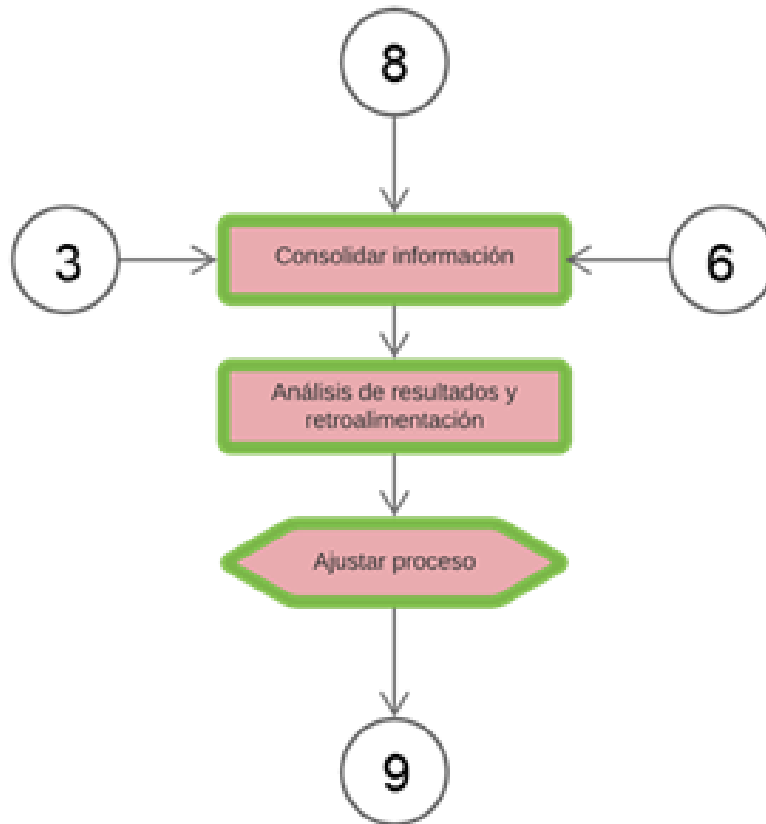 8
3
Consolidar información
6
Análisis de resultados y
retroalimentación
Ajustar proceso
9